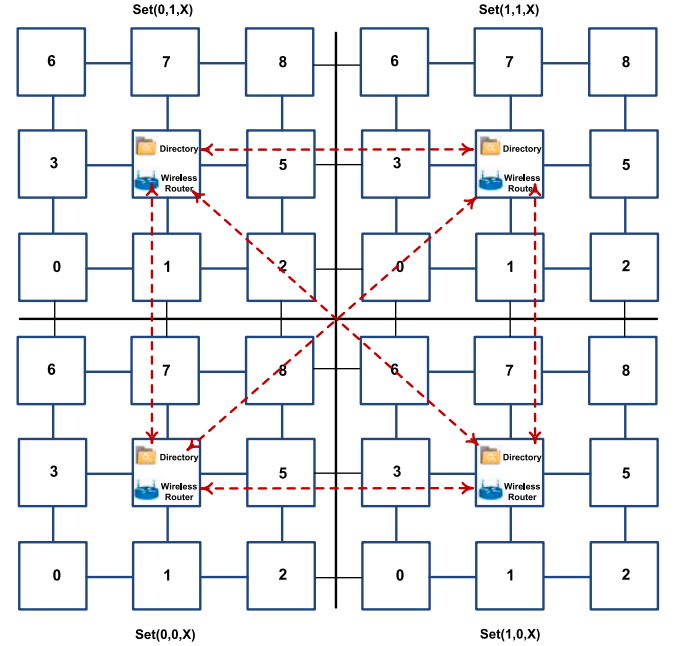 Set(0,1,X) Set(1,1,X)
6 7 8 6 7 8
Directory Directory
3 5 3 5
Wireless Wireless
Router Router
0 1 2 0 1 2
6 7 8 6 7 8
Directory Directory
3 5 3 5
Wireless Wireless
Router Router
0 1 2 0 1 2
Set(0,0,X) Set(1,0,X)